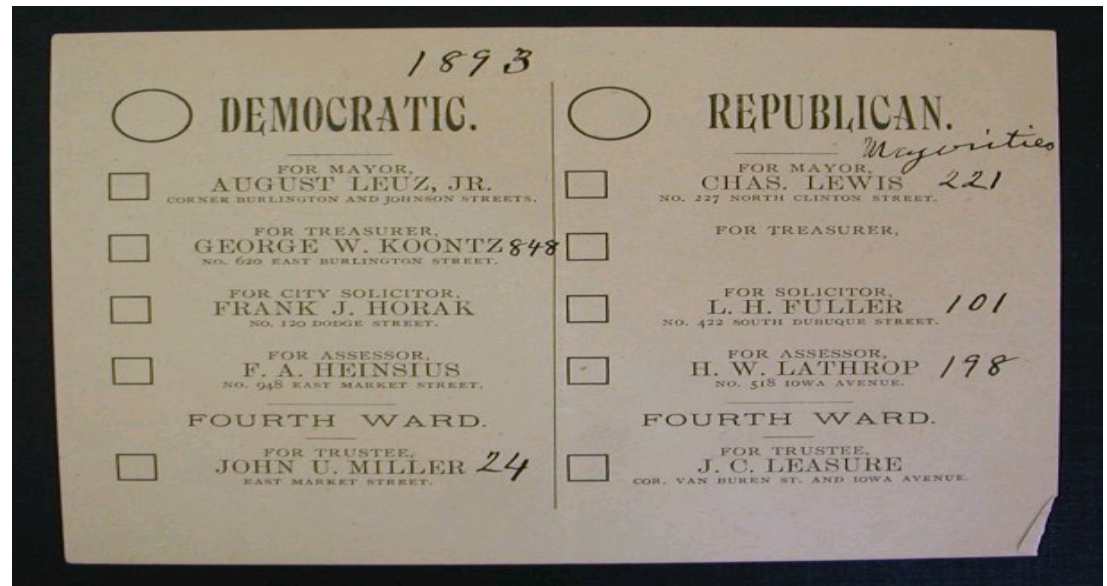 1893
DEMOCRATIC.
FOR MAYOR,
AUGUST LEUZ, JR.
CORNER BURLINGTON AND JOHNSON STREETS.
FOR TREASURER,
GEORGE W. KOONTZ 848
NO. 620 EAST BURLINGTON STREET.
FOR CITY SOLICITOR,
FRANK J. HORAK
NO. 120 DODGE STREET.
FOR ASSESSOR,
F. A. HEINSIUS
NO. 948 EAST MARKET STREET.
FOURTH WARD.
FOR TRUSTEE,
JOHN U. MILLER 24
EAST MARKET STREET.
REPUBLICAN.
Majorities
FOR MAYOR,
CHAS. LEWIS 221
NO. 227 NORTH CLINTON STREET.
FOR TREASURER,
FOR SOLICITOR,
L. H. FULLER 101
NO. 422 SOUTH DUBUQUE STREET.
FOR ASSESSOR,
H. W. LATHROP 198
NO. 518 IOWA AVENUE.
FOURTH WARD.
FOR TRUSTEE,
J. C. LEASURE
COR. VAN BUREN ST. AND IOWA AVENUE.